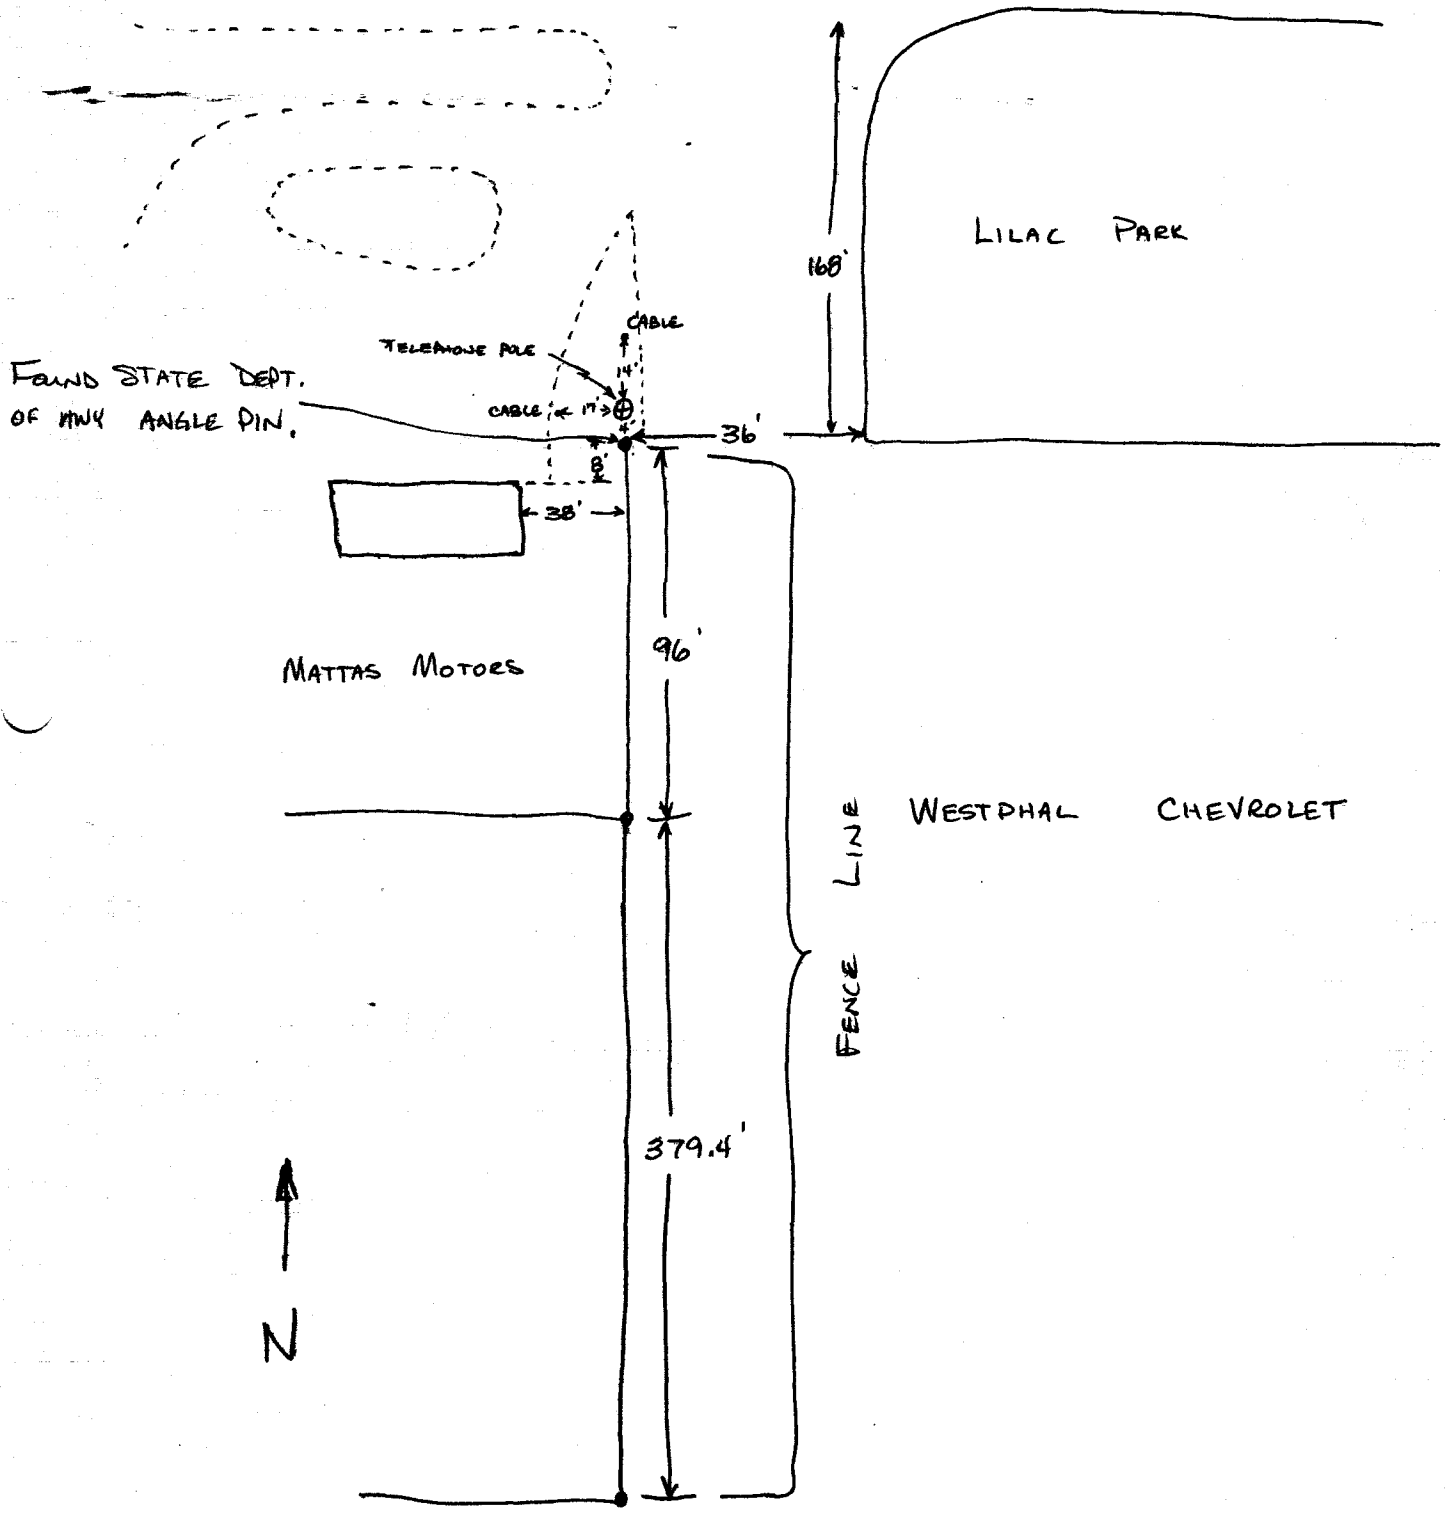 LILAC PARK
168'
CABLE
TELEPHONE POLE
14'
FOUND STATE DEPT.
OF HWY ANGLE PIN.
CABLE 17'
4'
36'
8'
38'
96'
MATTAS MOTORS
WESTPHAL CHEVROLET
FENCE LINE
379.4'
N